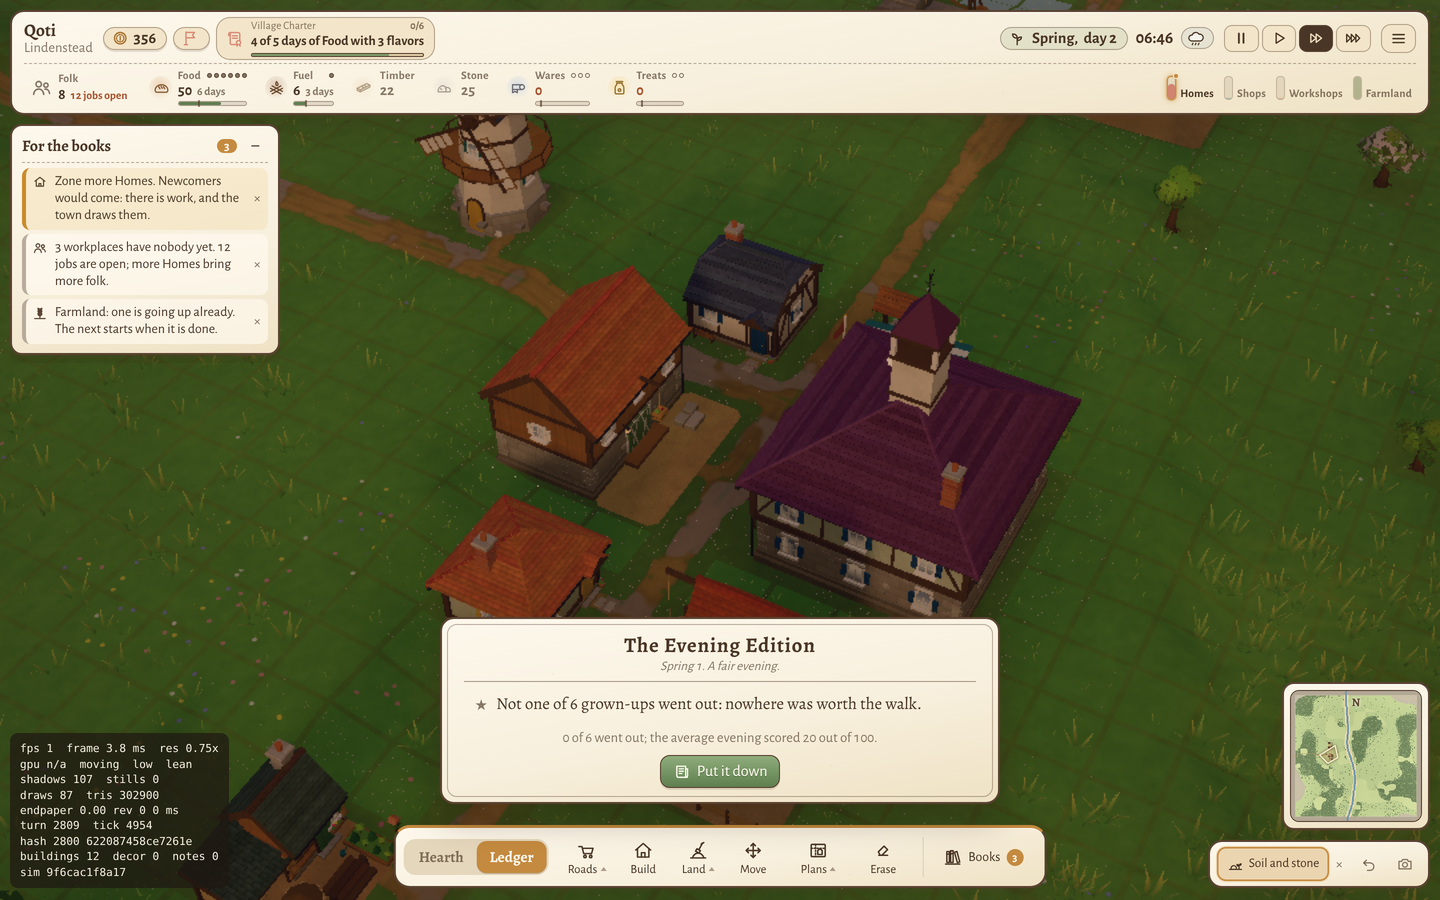 Qoti
Lindenstead
356
Village Charter 0/6
4 of 5 days of Food with 3 flavors
Spring, day 2 06:46
Folk
8 12 jobs open
Food
50 6 days
Fuel
6 3 days
Timber
22
Stone
25
Wares
0
Treats
0
Homes Shops Workshops Farmland
For the books 3 −
Zone more Homes. Newcomers
would come: there is work, and the
town draws them.
×
3 workplaces have nobody yet. 12
jobs are open; more Homes bring
more folk.
×
Farmland: one is going up already.
The next starts when it is done.
×
The Evening Edition
Spring 1. A fair evening.
★ Not one of 6 grown-ups went out: nowhere was worth the walk.
0 of 6 went out; the average evening scored 20 out of 100.
Put it down
N
fps 1 frame 3.8 ms res 0.75x
gpu n/a moving low lean
shadows 107 stills 0
draws 87 tris 302900
endpaper 0.00 rev 0 0 ms
turn 2809 tick 4954
hash 2800 622087458ce7261e
buildings 12 decor 0 notes 0
sim 9f6cac1f8a17
Hearth Ledger
Roads Build Land Move Plans Erase
Books 3
Soil and stone ×